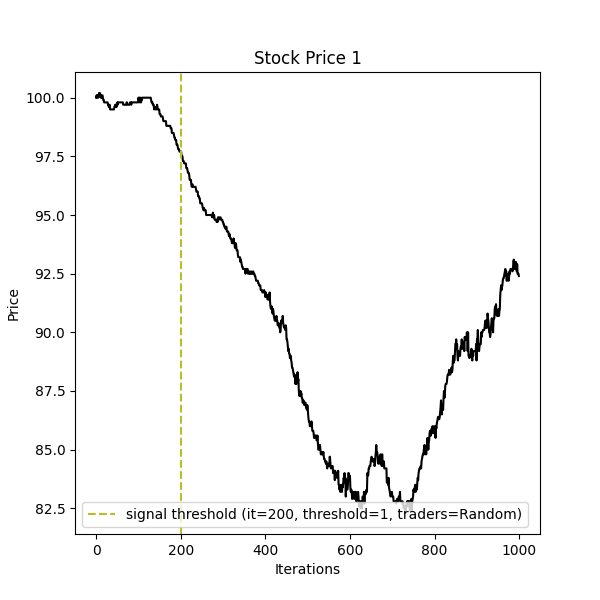 Stock Price 1
Price
100.0
97.5
95.0
92.5
90.0
87.5
85.0
82.5
signal threshold (it=200, threshold=1, traders=Random)
0 200 400 600 800 1000
Iterations